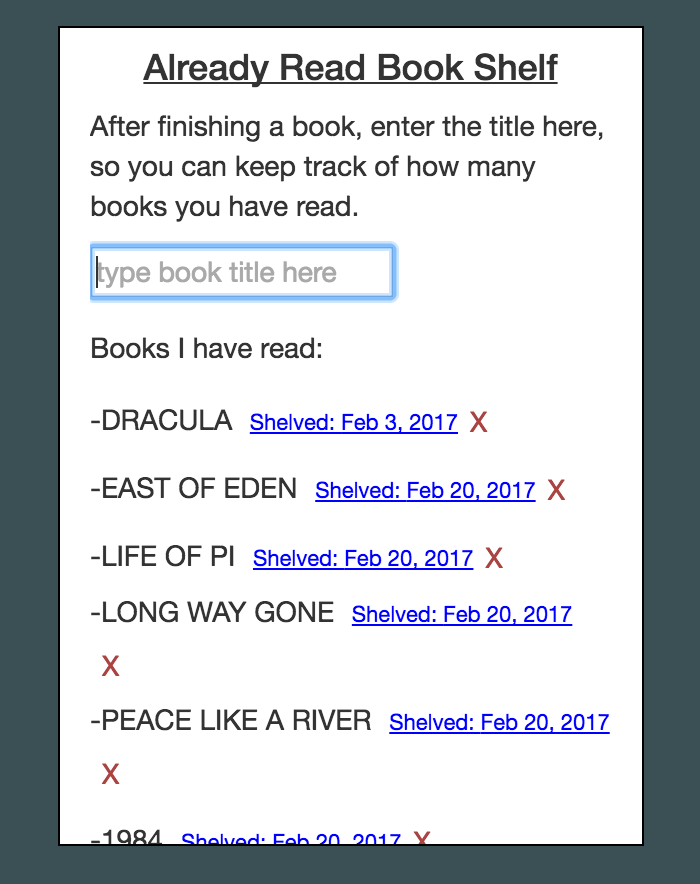 Already Read Book Shelf
After finishing a book, enter the title here,
so you can keep track of how many
books you have read.
type book title here
Books I have read:
-DRACULA Shelved: Feb 3, 2017 X
-EAST OF EDEN Shelved: Feb 20, 2017 X
-LIFE OF PI Shelved: Feb 20, 2017 X
-LONG WAY GONE Shelved: Feb 20, 2017
X
-PEACE LIKE A RIVER Shelved: Feb 20, 2017
X
-1984 Shelved: Feb 20, 2017 X